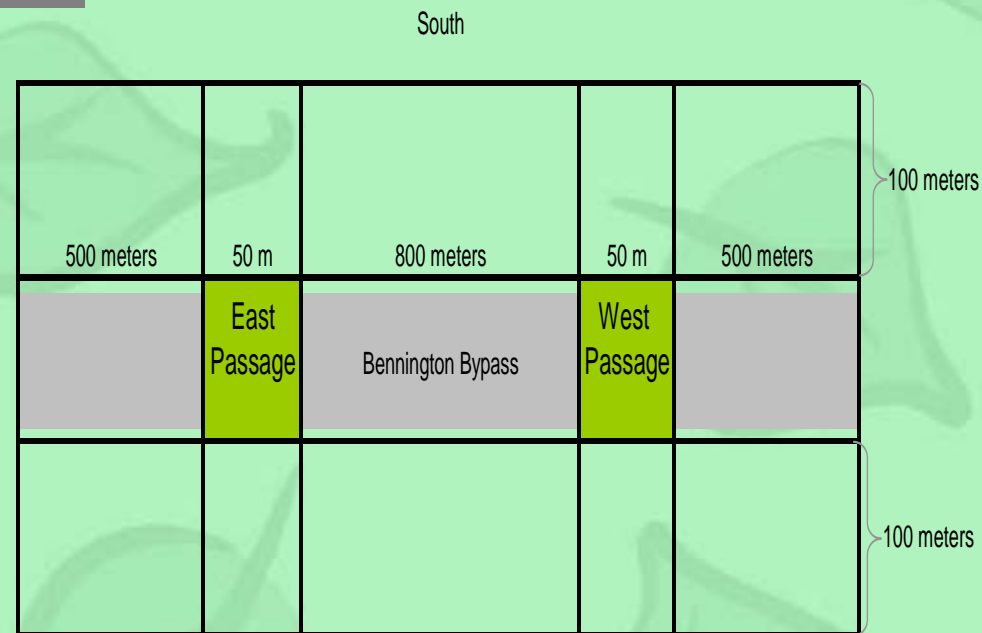 South
100 meters
500 meters 50 m 800 meters 50 m 500 meters
East
Passage
Bennington Bypass
West
Passage
100 meters